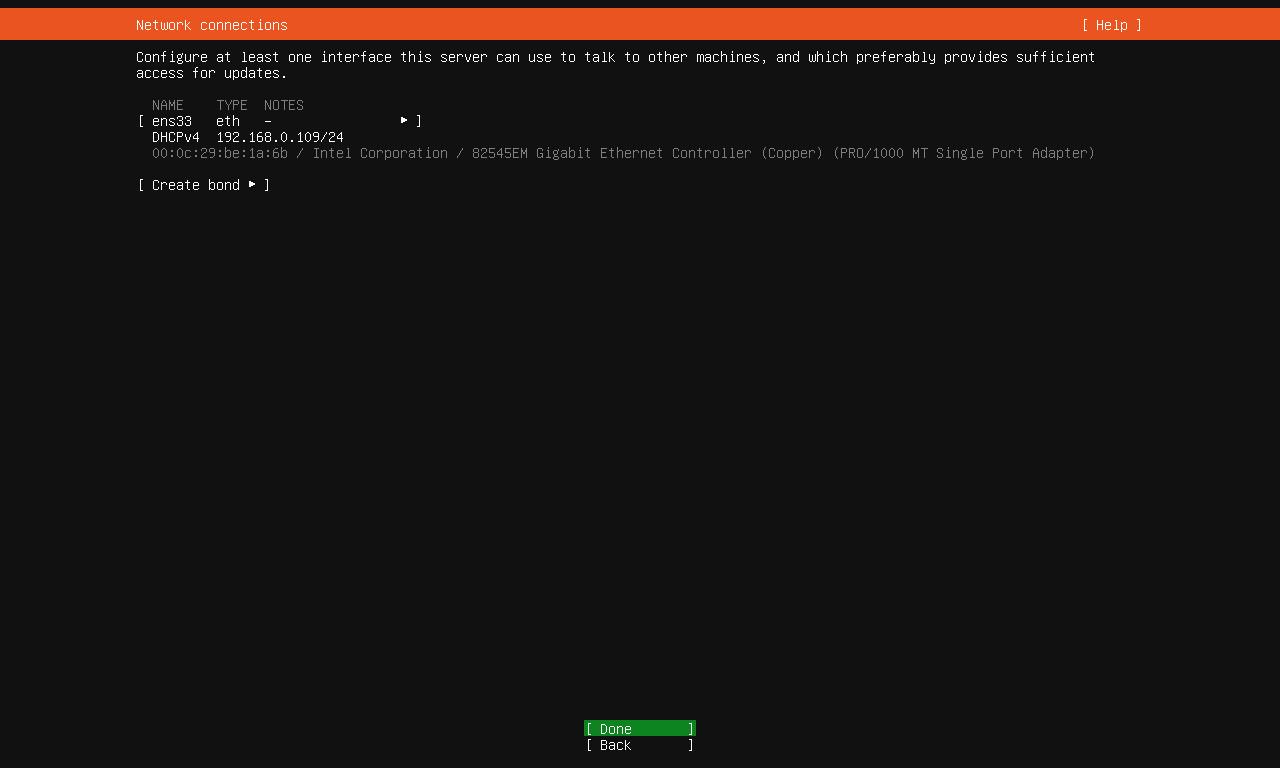 Network connections [ Help ]
Configure at least one interface this server can use to talk to other machines, and which preferably provides sufficient
access for updates.
NAME TYPE NOTES
[ ens33 eth – ▸ ]
DHCPv4 192.168.0.109/24
00:0c:29:be:1a:6b / Intel Corporation / 82545EM Gigabit Ethernet Controller (Copper) (PRO/1000 MT Single Port Adapter)
[ Create bond ▸ ]
[ Done ]
[ Back ]